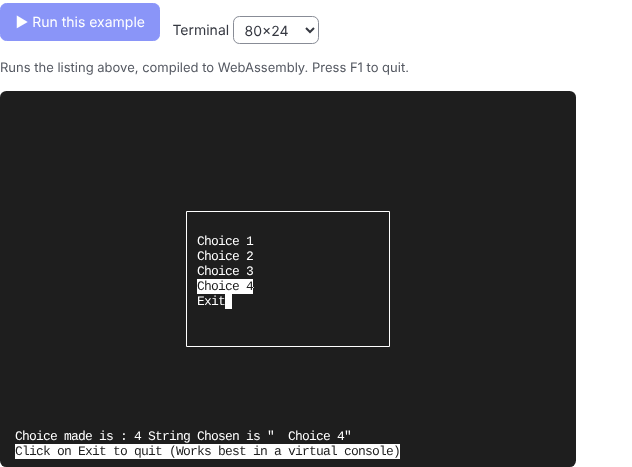 ▶ Run this example
Terminal 80×24
Runs the listing above, compiled to WebAssembly. Press F1 to quit.
Choice 1
Choice 2
Choice 3
Choice 4
Exit
Choice made is : 4 String Chosen is "  Choice 4"
Click on Exit to quit (Works best in a virtual console)